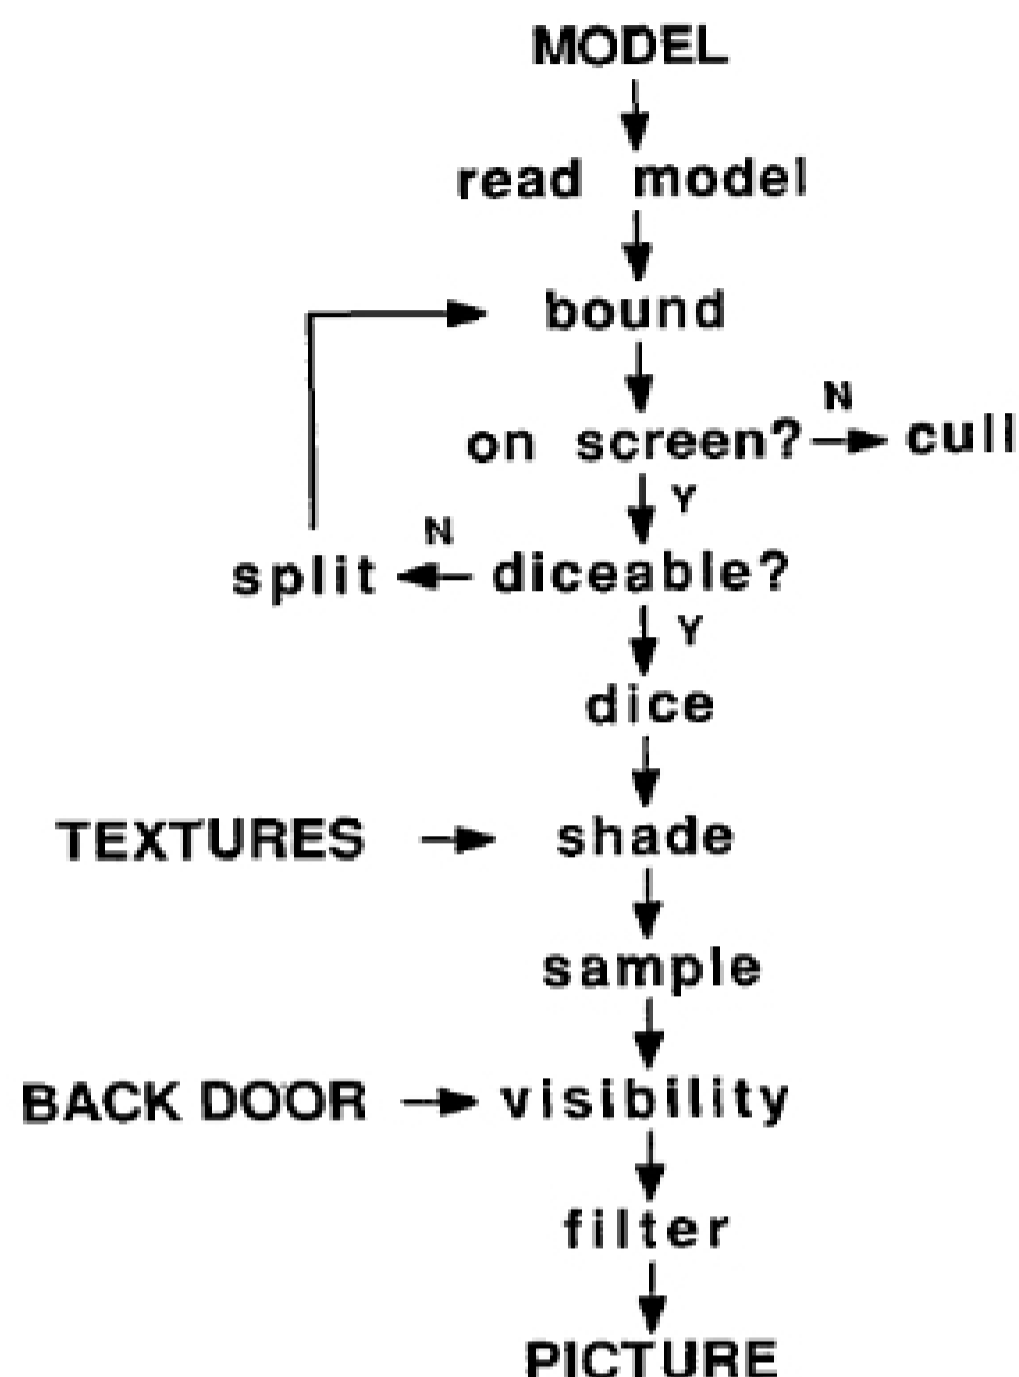 MODEL
read model
bound
N
on screen? cull
Y
N
split diceable?
Y
dice
TEXTURES shade
sample
BACK DOOR visibility
filter
PICTURE